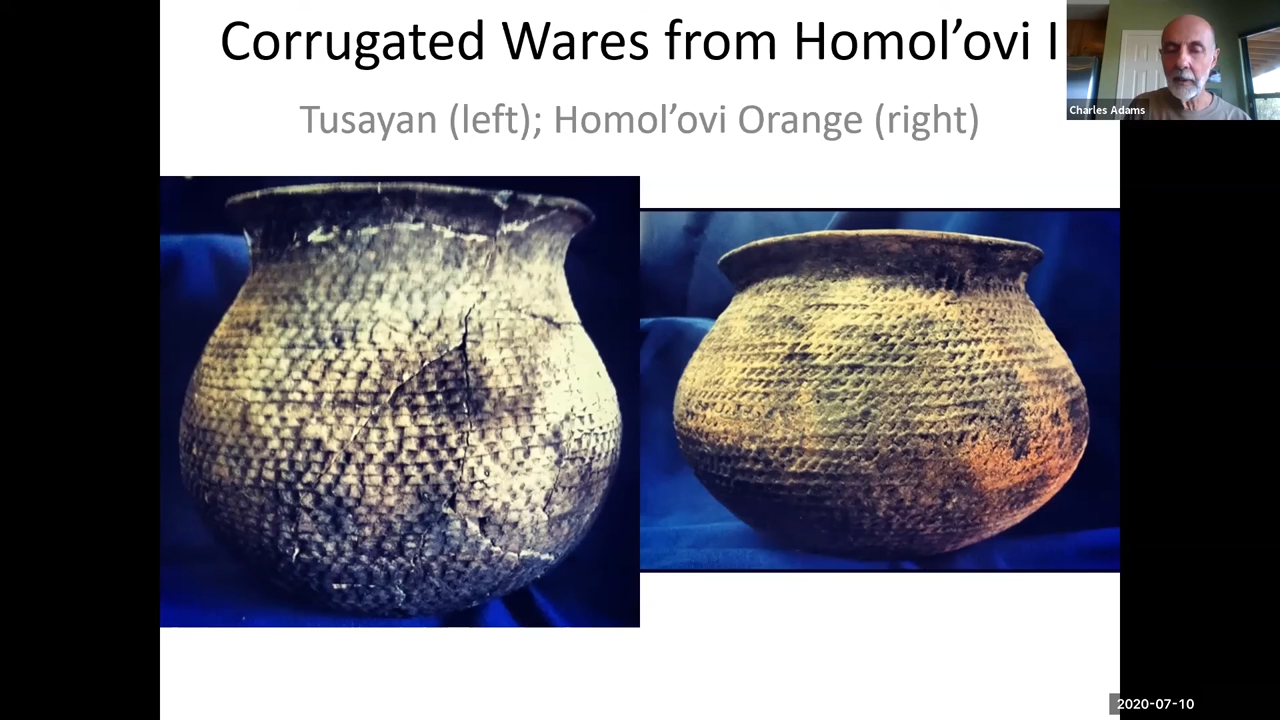 Corrugated Wares from Homol’ovi I
Tusayan (left); Homol’ovi Orange (right)
Charles Adams
2020-07-10